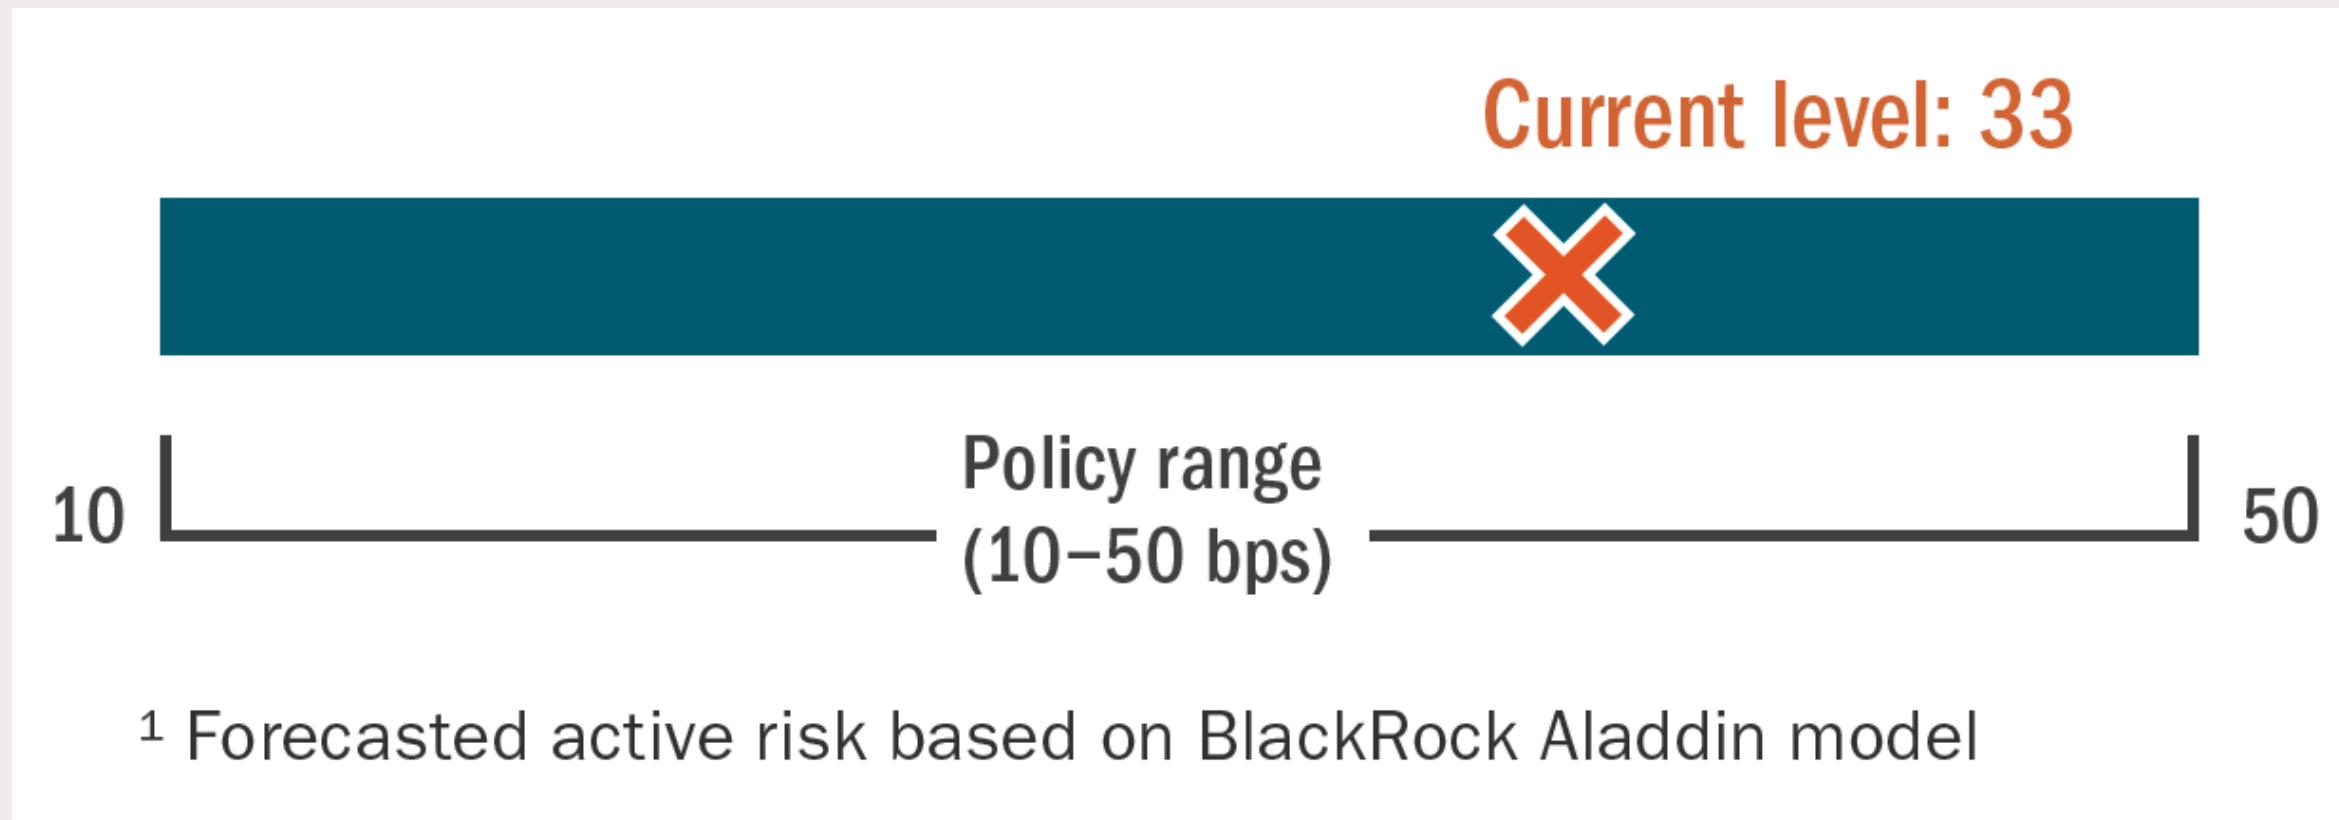 Current level: 33
Policy range
10
(10–50 bps)
50
¹ Forecasted active risk based on BlackRock Aladdin model